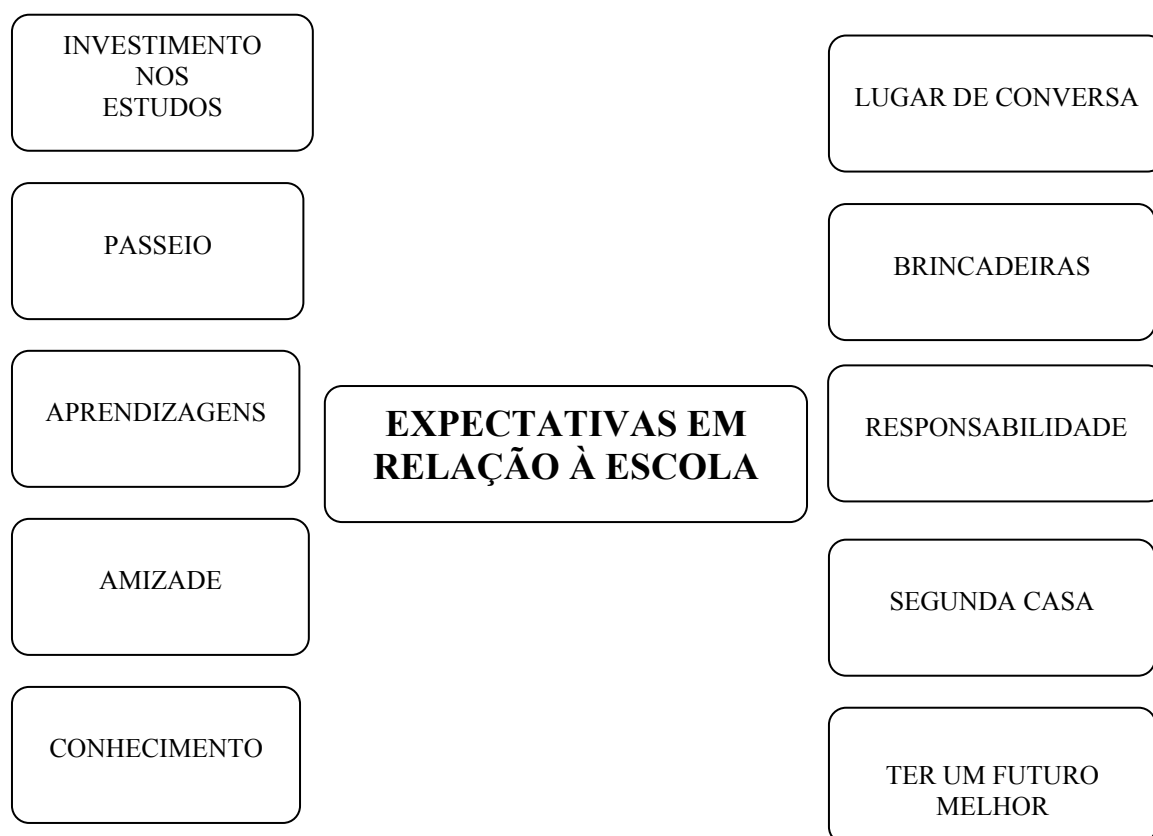 INVESTIMENTO
NOS
ESTUDOS
PASSEIO
APRENDIZAGENS
AMIZADE
CONHECIMENTO
EXPECTATIVAS EM
RELAÇÃO À ESCOLA
LUGAR DE CONVERSA
BRINCADEIRAS
RESPONSABILIDADE
SEGUNDA CASA
TER UM FUTURO
MELHOR